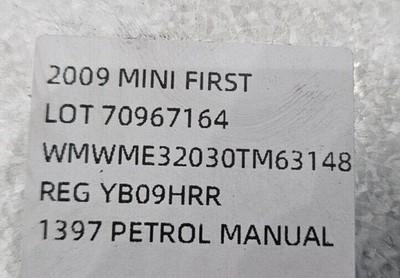 2009 MINI FIRST
LOT 70967164
WMWME32030TM63148
REG YB09HRR
1397 PETROL MANUAL